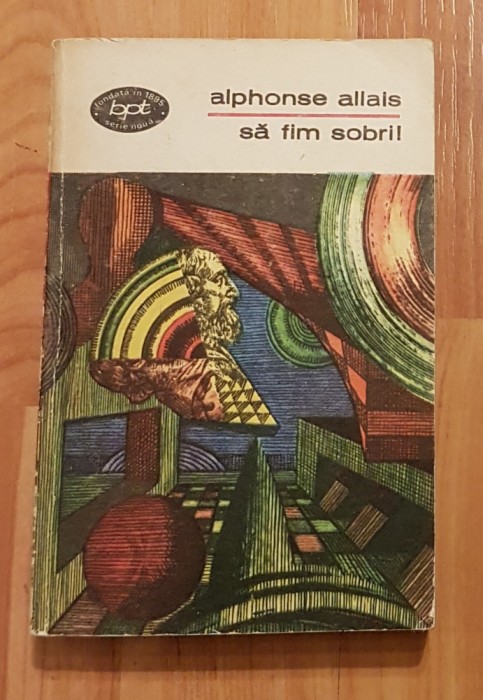 fondată în 1895
bpt
serie nouă
alphonse allais
să fim sobri!